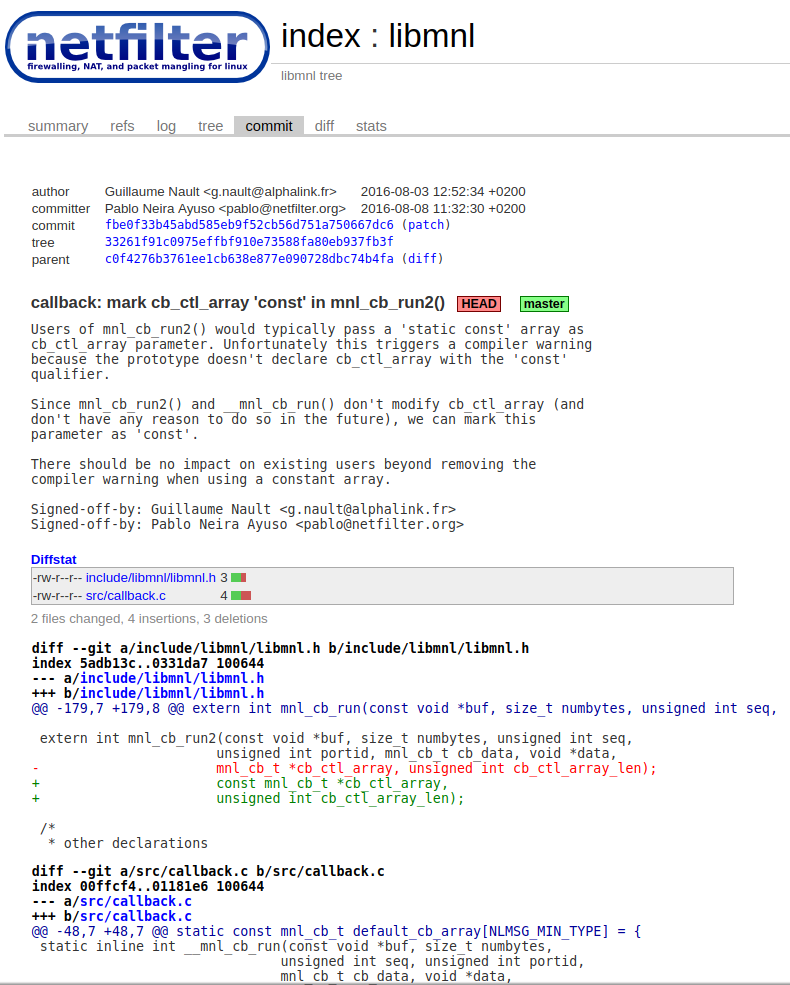 netfilter
firewalling, NAT, and packet mangling for linux
index : libmnl
libmnl tree
summary refs log tree commit diff stats
author Guillaume Nault <g.nault@alphalink.fr> 2016-08-03 12:52:34 +0200
committer Pablo Neira Ayuso <pablo@netfilter.org> 2016-08-08 11:32:30 +0200
commit fbe0f33b45abd585eb9f52cb56d751a750667dc6 (patch)
tree 33261f91c0975effbf910e73588fa80eb937fb3f
parent c0f4276b3761ee1cb638e877e090728dbc74b4fa (diff)
callback: mark cb_ctl_array 'const' in mnl_cb_run2() HEAD master
Users of mnl_cb_run2() would typically pass a 'static const' array as
cb_ctl_array parameter. Unfortunately this triggers a compiler warning
because the prototype doesn't declare cb_ctl_array with the 'const'
qualifier.
Since mnl_cb_run2() and __mnl_cb_run() don't modify cb_ctl_array (and
don't have any reason to do so in the future), we can mark this
parameter as 'const'.
There should be no impact on existing users beyond removing the
compiler warning when using a constant array.
Signed-off-by: Guillaume Nault <g.nault@alphalink.fr>
Signed-off-by: Pablo Neira Ayuso <pablo@netfilter.org>
Diffstat
-rw-r--r-- include/libmnl/libmnl.h 3
-rw-r--r-- src/callback.c 4
2 files changed, 4 insertions, 3 deletions
diff --git a/include/libmnl/libmnl.h b/include/libmnl/libmnl.h
index 5adb13c..0331da7 100644
--- a/include/libmnl/libmnl.h
+++ b/include/libmnl/libmnl.h
@@ -179,7 +179,8 @@ extern int mnl_cb_run(const void *buf, size_t numbytes, unsigned int seq,
extern int mnl_cb_run2(const void *buf, size_t numbytes, unsigned int seq,
unsigned int portid, mnl_cb_t cb_data, void *data,
- mnl_cb_t *cb_ctl_array, unsigned int cb_ctl_array_len);
+ const mnl_cb_t *cb_ctl_array,
+ unsigned int cb_ctl_array_len);
/*
* other declarations
diff --git a/src/callback.c b/src/callback.c
index 00ffcf4..01181e6 100644
--- a/src/callback.c
+++ b/src/callback.c
@@ -48,7 +48,7 @@ static const mnl_cb_t default_cb_array[NLMSG_MIN_TYPE] = {
static inline int __mnl_cb_run(const void *buf, size_t numbytes,
unsigned int seq, unsigned int portid,
mnl_cb_t cb_data, void *data,